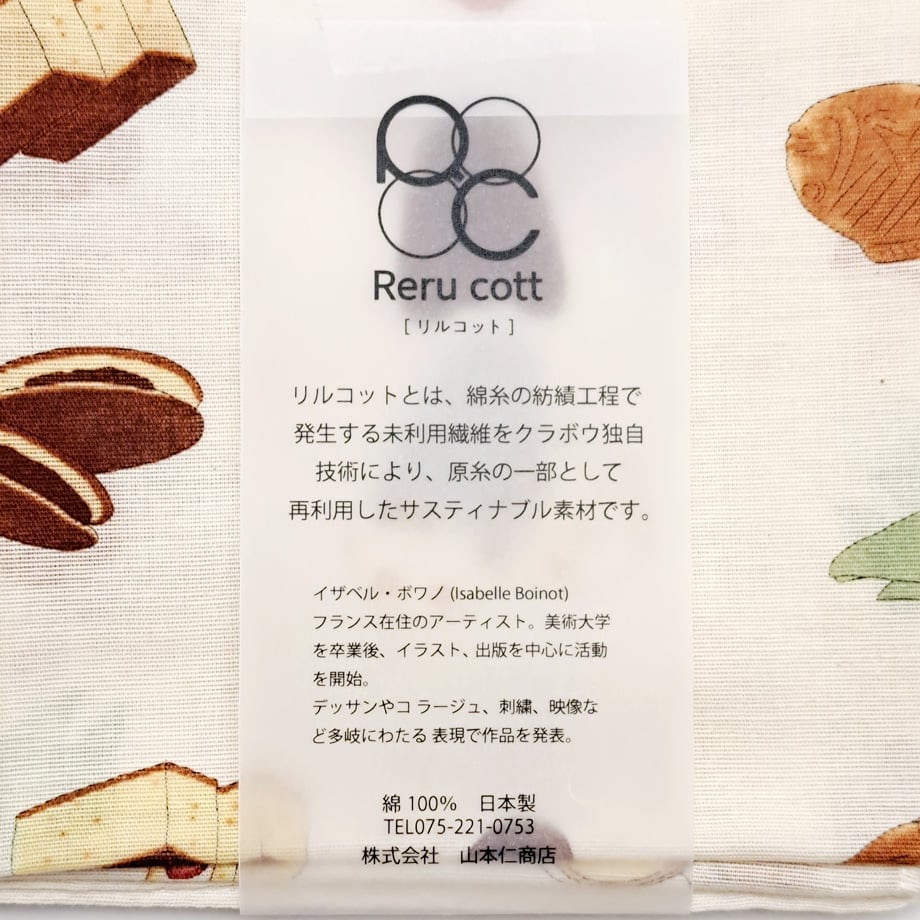 RC
Reru cott
[ リルコット ]
リルコットとは、綿糸の紡績工程で
発生する未利用繊維をクラボウ独自
技術により、原糸の一部として
再利用したサスティナブル素材です。
イザベル・ボワノ (Isabelle Boinot)
フランス在住のアーティスト。美術大学
を卒業後、イラスト、出版を中心に活動
を開始。
デッサンやコ ラージュ、刺繍、映像な
ど多岐にわたる 表現で作品を発表。
綿 100%　日本製
TEL075-221-0753
株式会社　山本仁商店